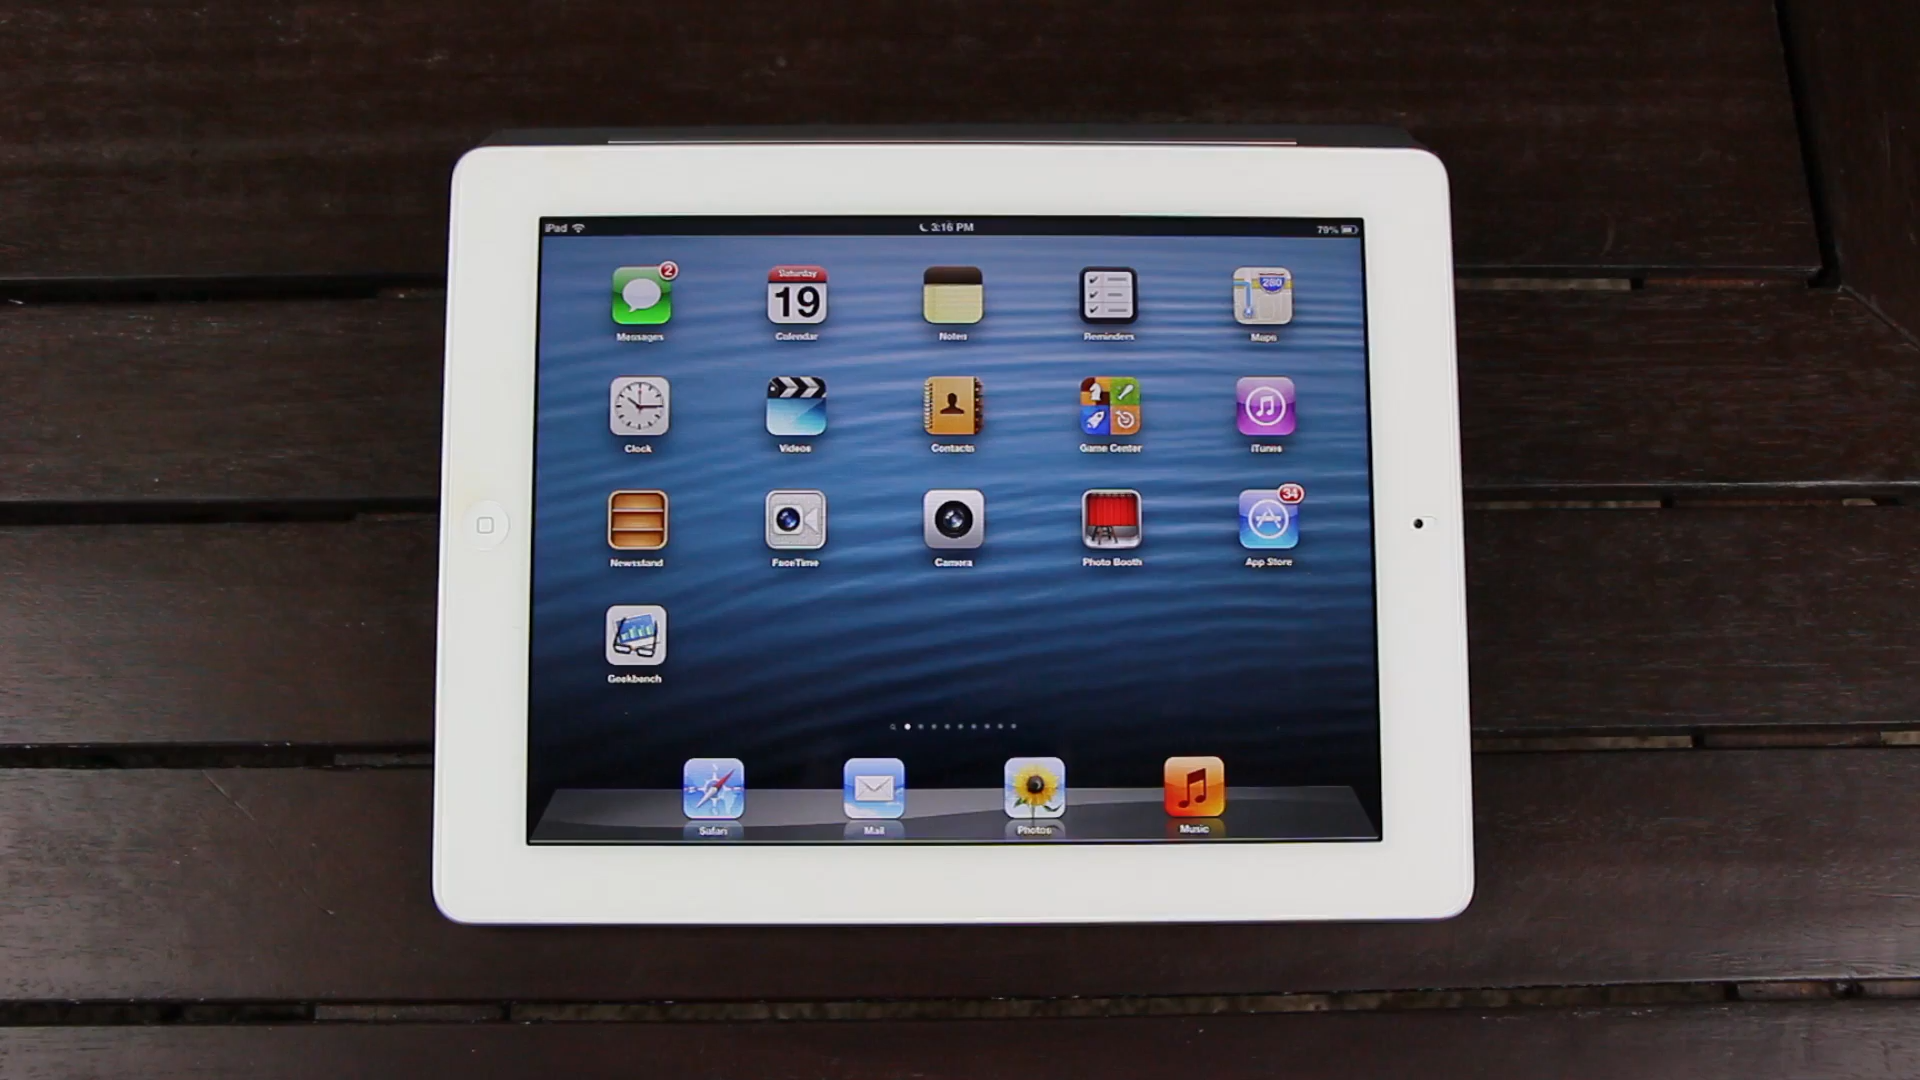 iPad 3:16 PM 79%
2
Saturday
19
280
Messages Calendar Notes Reminders Maps
Clock Videos Contacts Game Center iTunes
34
Newsstand FaceTime Camera Photo Booth App Store
Geekbench
Safari Mail Photos Music